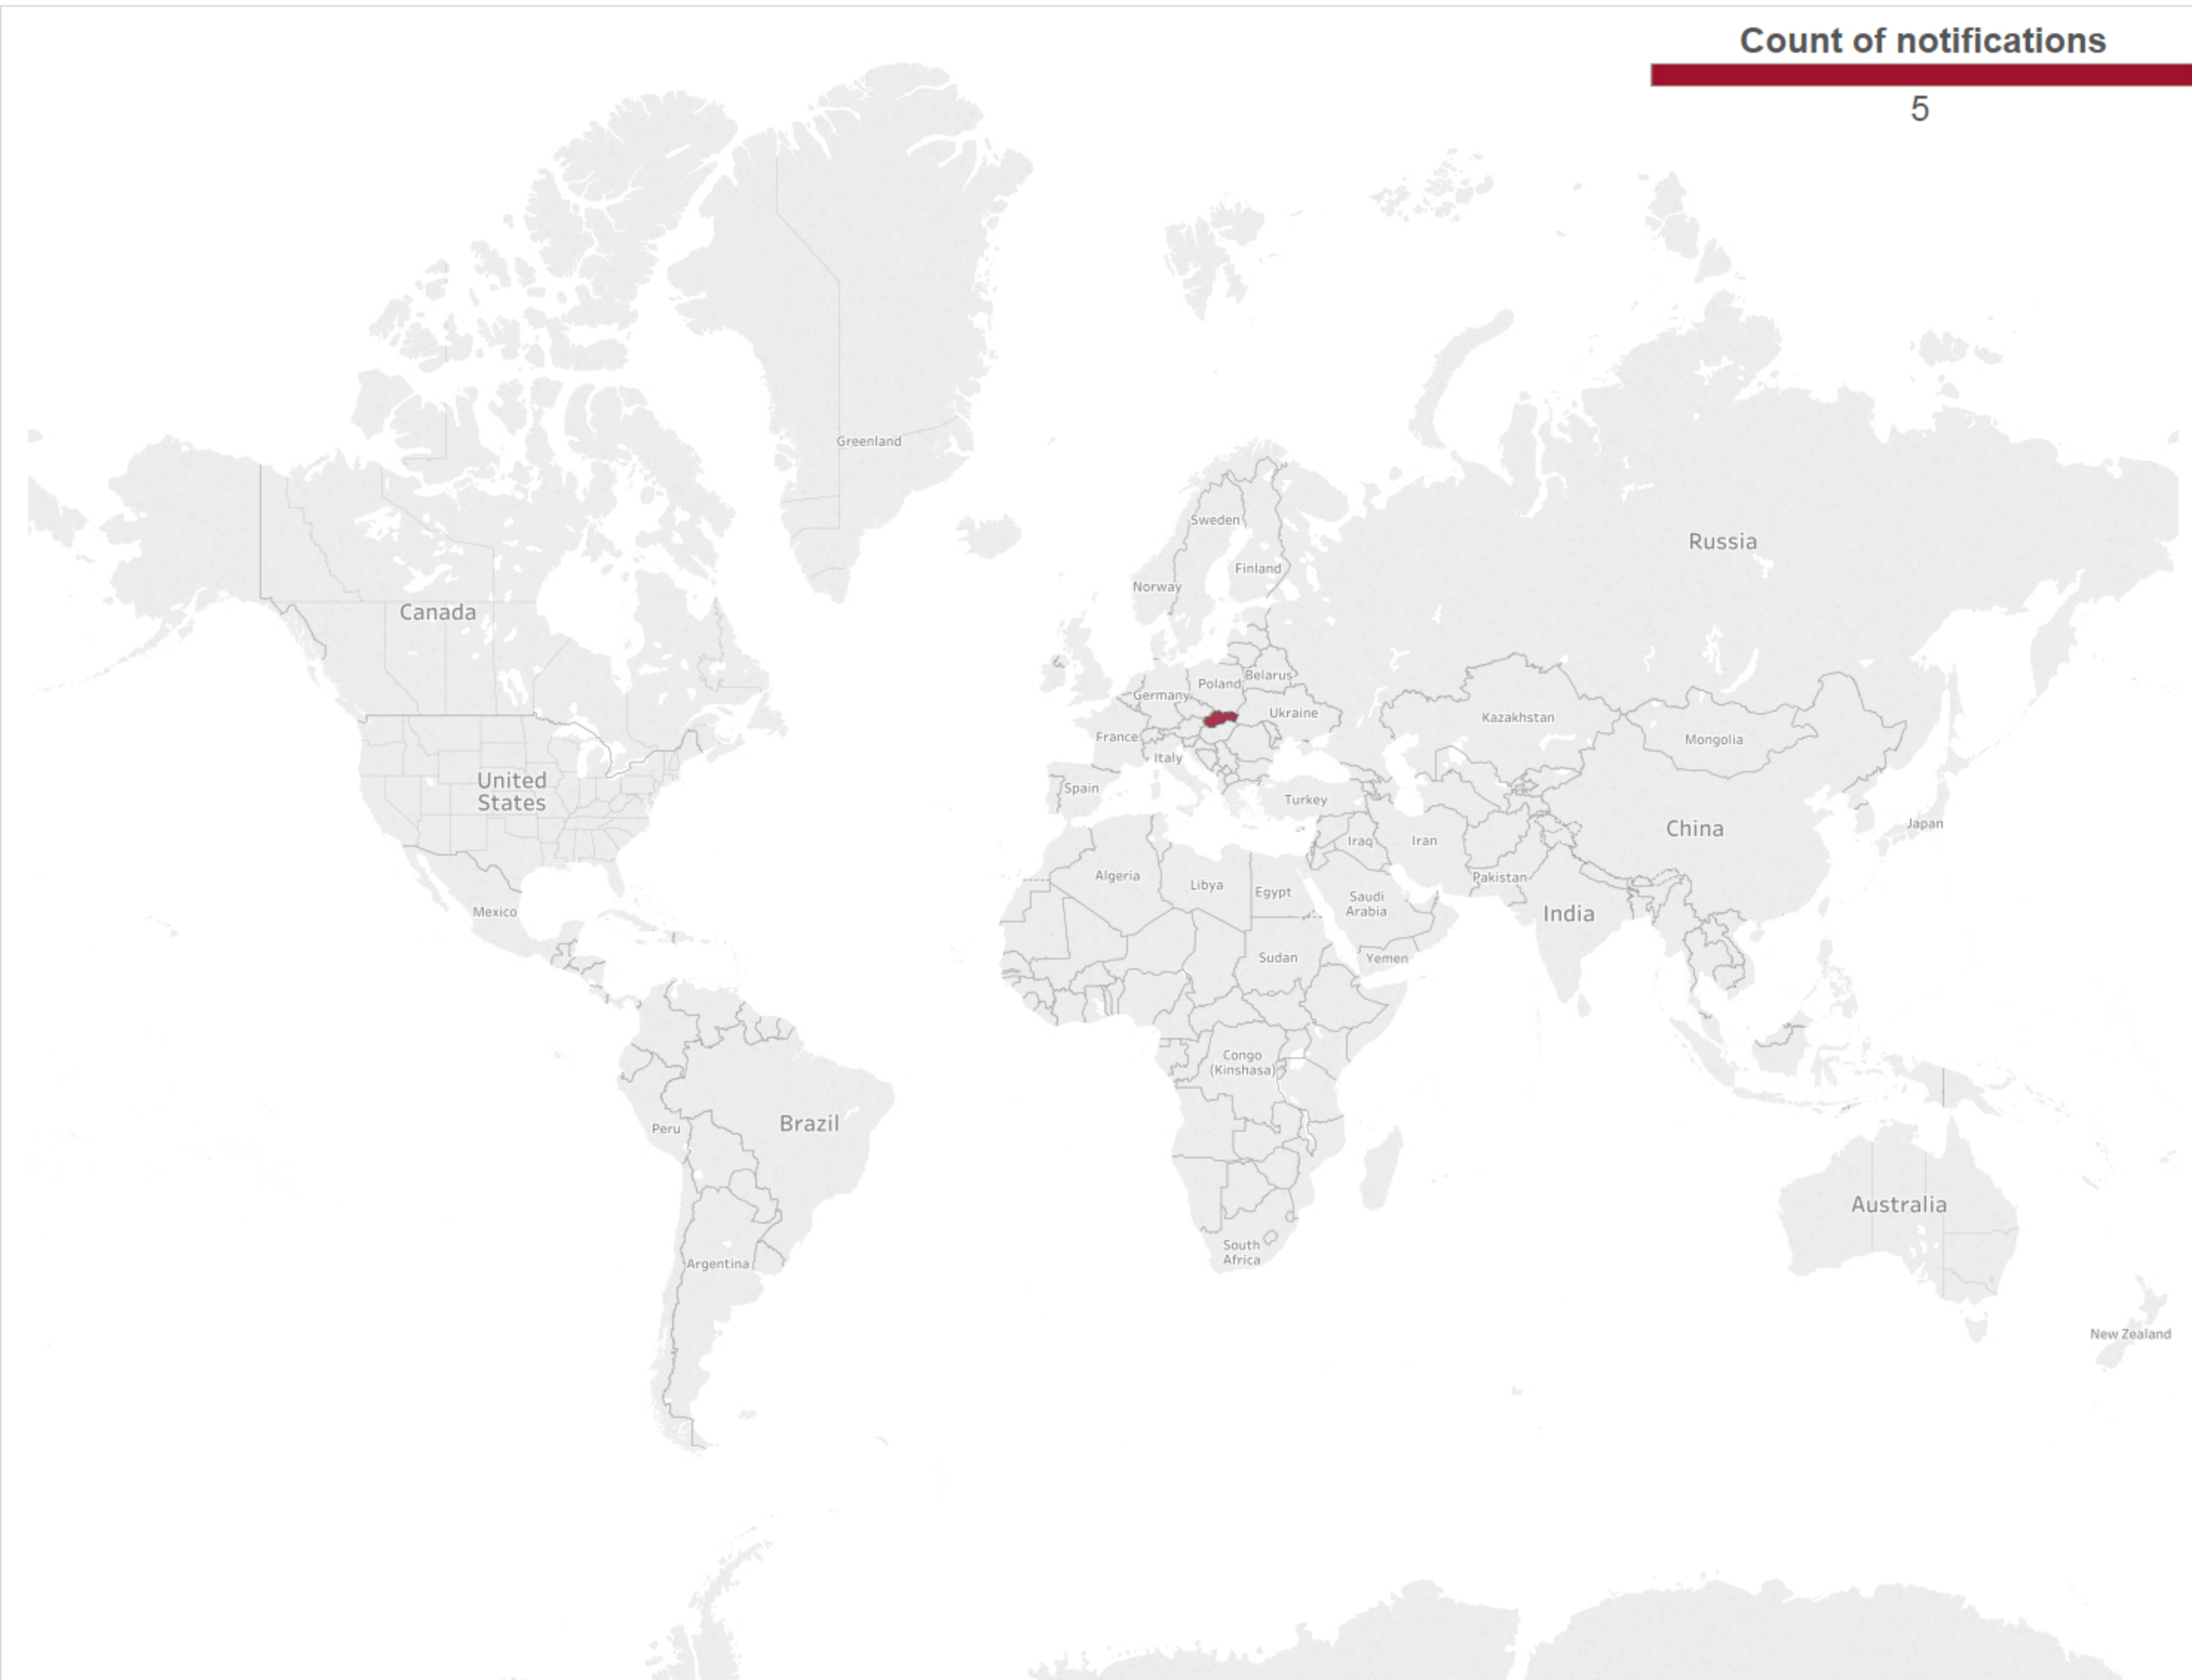 Count of notifications
5
Greenland
Sweden
Russia
Finland
Norway
Canada
Belarus
Poland
Germany
Ukraine
Kazakhstan
France
Mongolia
Italy
United
States
Spain
Turkey
Japan
China
Iraq
Iran
Algeria
Pakistan
Libya
Egypt
Saudi
Arabia
Mexico
India
Sudan
Yemen
Congo
(Kinshasa)
Brazil
Peru
Australia
South
Africa
Argentina
New Zealand